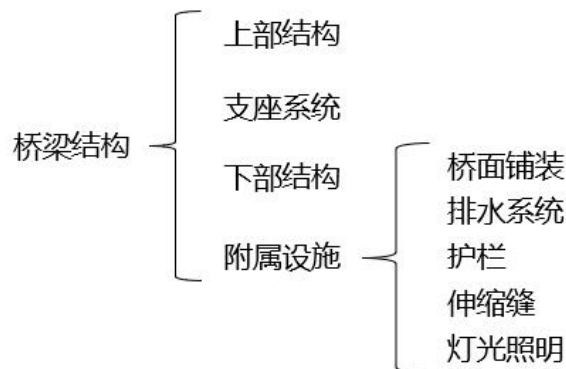 桥梁结构
上部结构
支座系统
下部结构
附属设施
桥面铺装
排水系统
护栏
伸缩缝
灯光照明